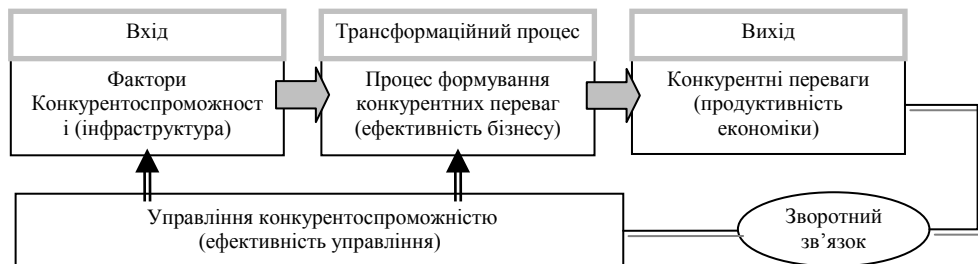 Вхід
Фактори
Конкурентоспроможност
і (інфраструктура)
Трансформаційний процес
Процес формування
конкурентних переваг
(ефективність бізнесу)
Вихід
Конкурентні переваги
(продуктивність
економіки)
Управління конкурентоспроможністю
(ефективність управління)
Зворотний
зв’язок